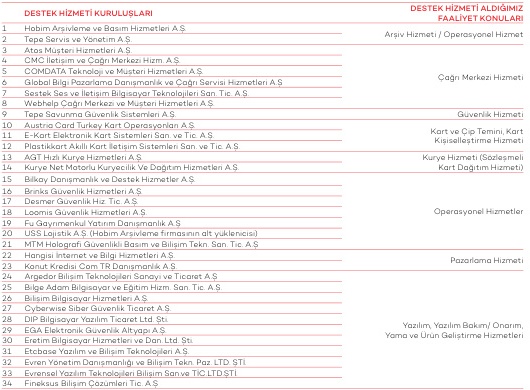 DESTEK HİZMETİ KURULUŞLARI
DESTEK HİZMETİ ALDIĞIMIZ
FAALİYET KONULARI
1 Hobim Arşivleme ve Basım Hizmetleri A.Ş.
2 Tepe Servis ve Yönetim A.Ş.
Arşiv Hizmeti / Operasyonel Hizmet
3 Atos Müşteri Hizmetleri A.Ş.
4 CMC İletişim ve Çağrı Merkezi Hizm. A.Ş.
5 COMDATA Teknoloji ve Müşteri Hizmetleri A.Ş.
6 Global Bilgi Pazarlama Danışmanlık ve Çağrı Servisi Hizmetleri A.Ş
7 Sestek Ses ve İletişim Bilgisayar Teknolojileri San. Tic. A.Ş.
8 Webhelp Çağrı Merkezi ve Müşteri Hizmetleri A.Ş.
Çağrı Merkezi Hizmeti
9 Tepe Savunma Güvenlik Sistemleri A.Ş.
Güvenlik Hizmeti
10 Austria Card Turkey Kart Operasyonları A.Ş.
11 E-Kart Elektronik Kart Sistemleri San. ve Tic. A.Ş.
12 Plastikkart Akıllı Kart İletişim Sistemleri San. ve Tic. A.Ş.
Kart ve Çip Temini, Kart
Kişiselleştirme Hizmeti
13 AGT Hızlı Kurye Hizmetleri A.Ş.
14 Kurye Net Motorlu Kuryecilik Ve Dağıtım Hizmetleri A.Ş.
Kurye Hizmeti (Sözleşmeli
Kart Dağıtım Hizmeti)
15 Bilkay Danışmanlık ve Destek Hizmetler A.Ş.
16 Brinks Güvenlik Hizmetleri A.Ş.
17 Desmer Güvenlik Hiz. Tic. A.Ş.
18 Loomis Güvenlik Hizmetleri A.Ş.
19 Fu Gayrimenkul Yatırım Danışmanlık A.Ş
20 USS Lojistik A.Ş. (Hobim Arşivleme firmasının alt yüklenicisi)
21 MTM Holografi Güvenlikli Basım ve Bilişim Tekn. San. Tic. A.Ş
Operasyonel Hizmetler
22 Hangisi İnternet ve Bilgi Hizmetleri A.Ş.
23 Konut Kredisi Com TR Danışmanlık A.Ş.
Pazarlama Hizmeti
24 Argedor Bilişim Teknolojileri Sanayi ve Ticaret A.Ş
25 Bilge Adam Bilgisayar ve Eğitim Hizm. San. Tic. A.Ş.
26 Bilişim Bilgisayar Hizmetleri A.Ş.
27 Cyberwise Siber Güvenlik Ticaret A.Ş.
28 DIP Bilgisayar Yazılım Ticaret Ltd. Şti.
29 EGA Elektronik Güvenlik Altyapı A.Ş.
30 Eretim Bilgisayar Hizmetleri ve Dan. Ltd. Şti.
31 Etcbase Yazılım ve Bilişim Teknolojileri A.Ş.
32 Evren Yönetim Danışmanlığı ve Bilişim Tekn. Paz. LTD. ŞTİ.
33 Evrensel Yazılım Teknolojileri Bilişim San.ve TİC.LTD.ŞTİ.
34 Fineksus Bilişim Çözümleri Tic. A.Ş
Yazılım, Yazılım Bakım/ Onarım,
Yama ve Ürün Geliştirme Hizmetleri